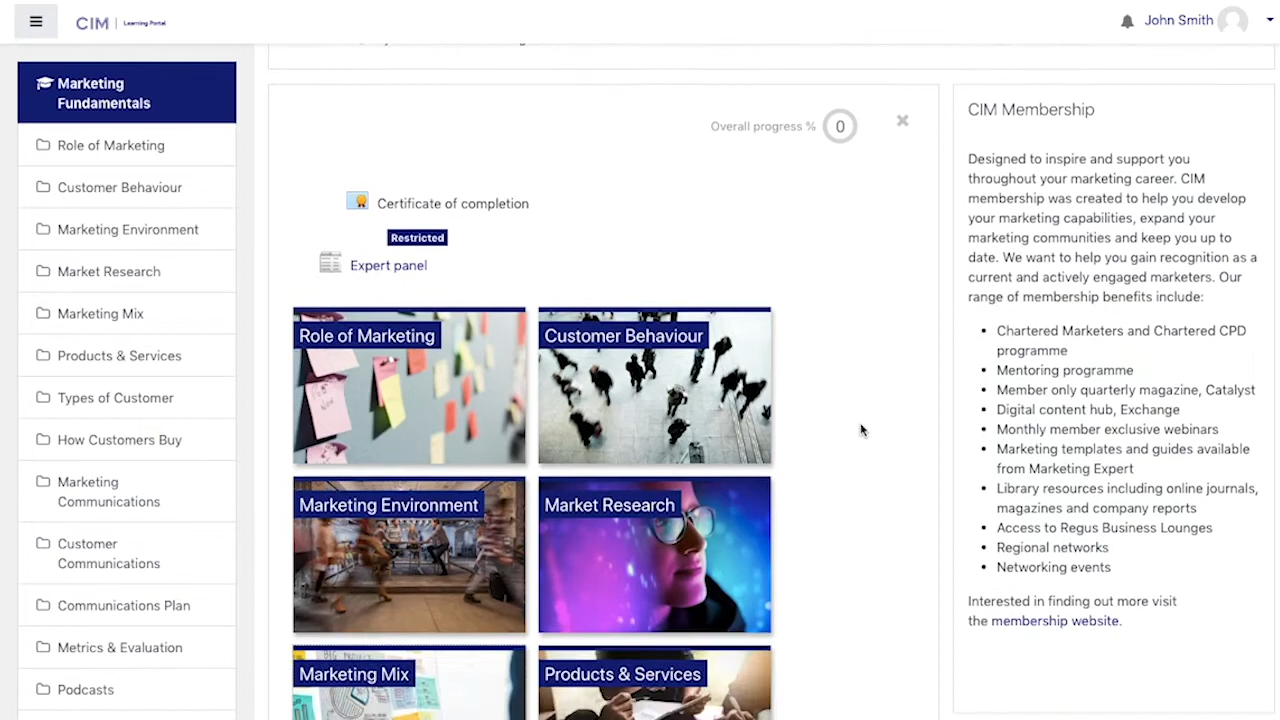 CIM | Learning Portal
John Smith
Marketing
Fundamentals
Role of Marketing
Customer Behaviour
Marketing Environment
Market Research
Marketing Mix
Products & Services
Types of Customer
How Customers Buy
Marketing
Communications
Customer
Communications
Communications Plan
Metrics & Evaluation
Podcasts
Overall progress % 0
Certificate of completion
Restricted
Expert panel
Role of Marketing
Customer Behaviour
Marketing Environment
Market Research
Marketing Mix
Products & Services
CIM Membership
Designed to inspire and support you
throughout your marketing career. CIM
membership was created to help you develop
your marketing capabilities, expand your
marketing communities and keep you up to
date. We want to help you gain recognition as a
current and actively engaged marketers. Our
range of membership benefits include:
Chartered Marketers and Chartered CPD
programme
Mentoring programme
Member only quarterly magazine, Catalyst
Digital content hub, Exchange
Monthly member exclusive webinars
Marketing templates and guides available
from Marketing Expert
Library resources including online journals,
magazines and company reports
Access to Regus Business Lounges
Regional networks
Networking events
Interested in finding out more visit
the membership website.